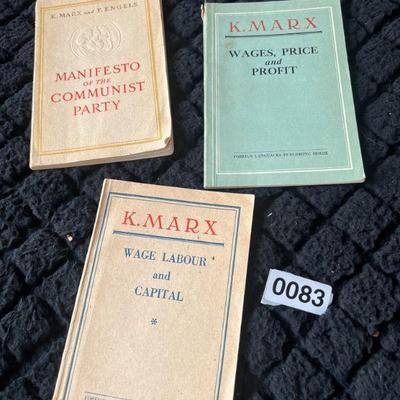 K. MARX and F. ENGELS
MANIFESTO
OF THE
COMMUNIST
PARTY
K. MARX
WAGES, PRICE
and
PROFIT
FOREIGN LANGUAGES PUBLISHING HOUSE
K. MARX
WAGE LABOUR
and
CAPITAL
*
FOREIGN
0083